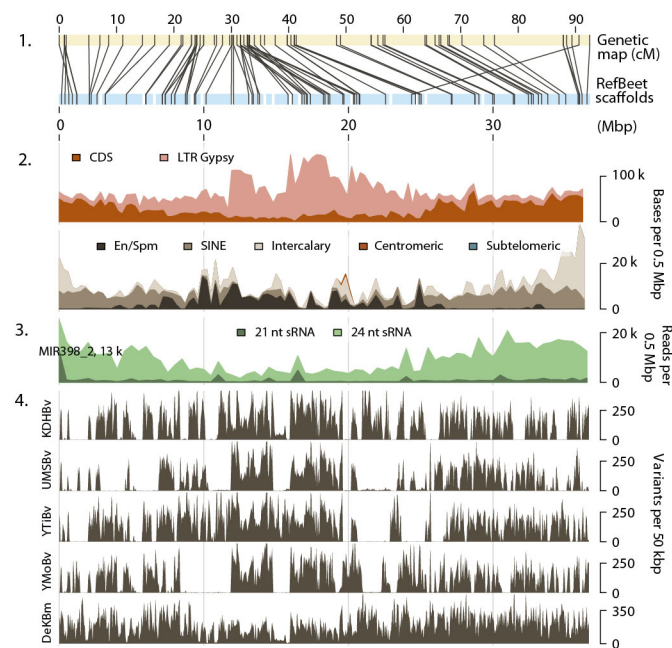 0 10 20 30 40 50 60 70 80 90
1.
Genetic map (cM)
RefBeet scaffolds
0 10 20 30
(Mbp)
2.
CDS LTR Gypsy
100 k
0
Bases per 0.5 Mbp
En/Spm SINE Intercalary Centromeric Subtelomeric
20 k
0
3.
21 nt sRNA 24 nt sRNA
MIR398_2, 13 k
20 k
0
Reads per 0.5 Mbp
4.
KDHBv
250
0
UMSBv
250
0
YTiBv
250
0
YMoBv
250
0
DeKBm
350
0
Variants per 50 kbp